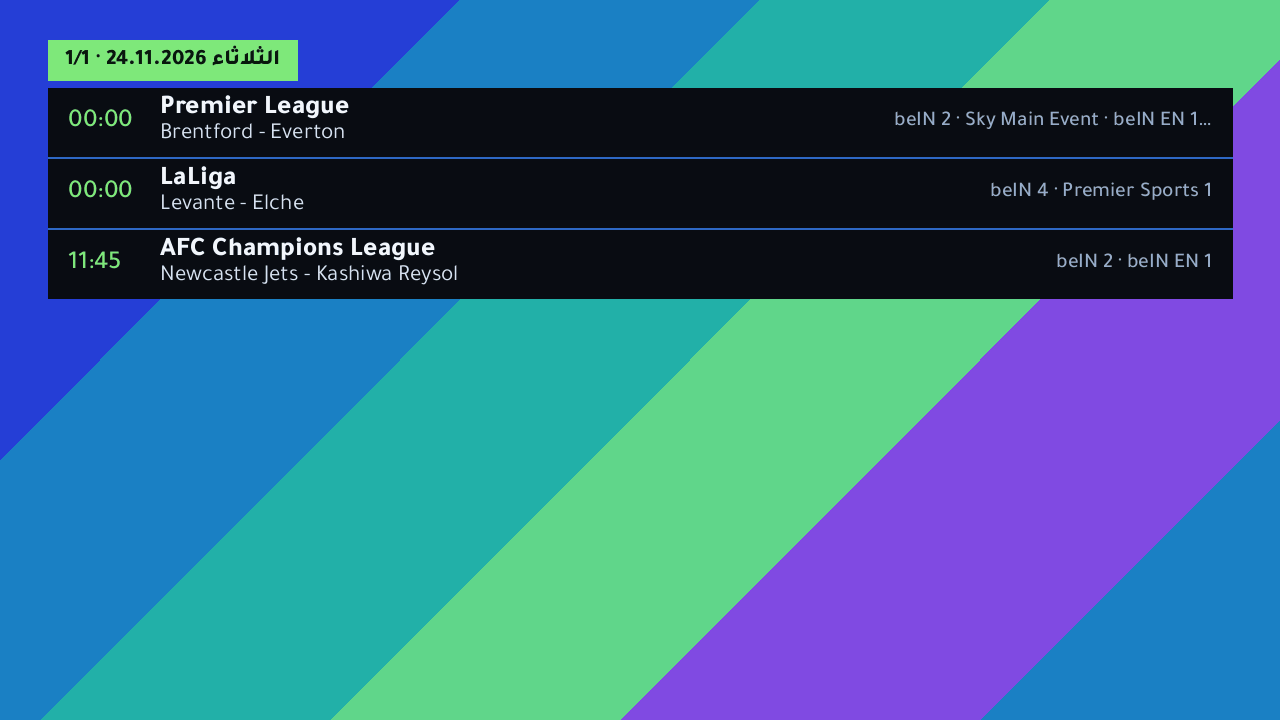 الثلاثاء 24.11.2026 · 1/1
00:00 Premier League beIN 2 · Sky Main Event · beIN EN 1...
Brentford - Everton
00:00 LaLiga beIN 4 · Premier Sports 1
Levante - Elche
11:45 AFC Champions League beIN 2 · beIN EN 1
Newcastle Jets - Kashiwa Reysol